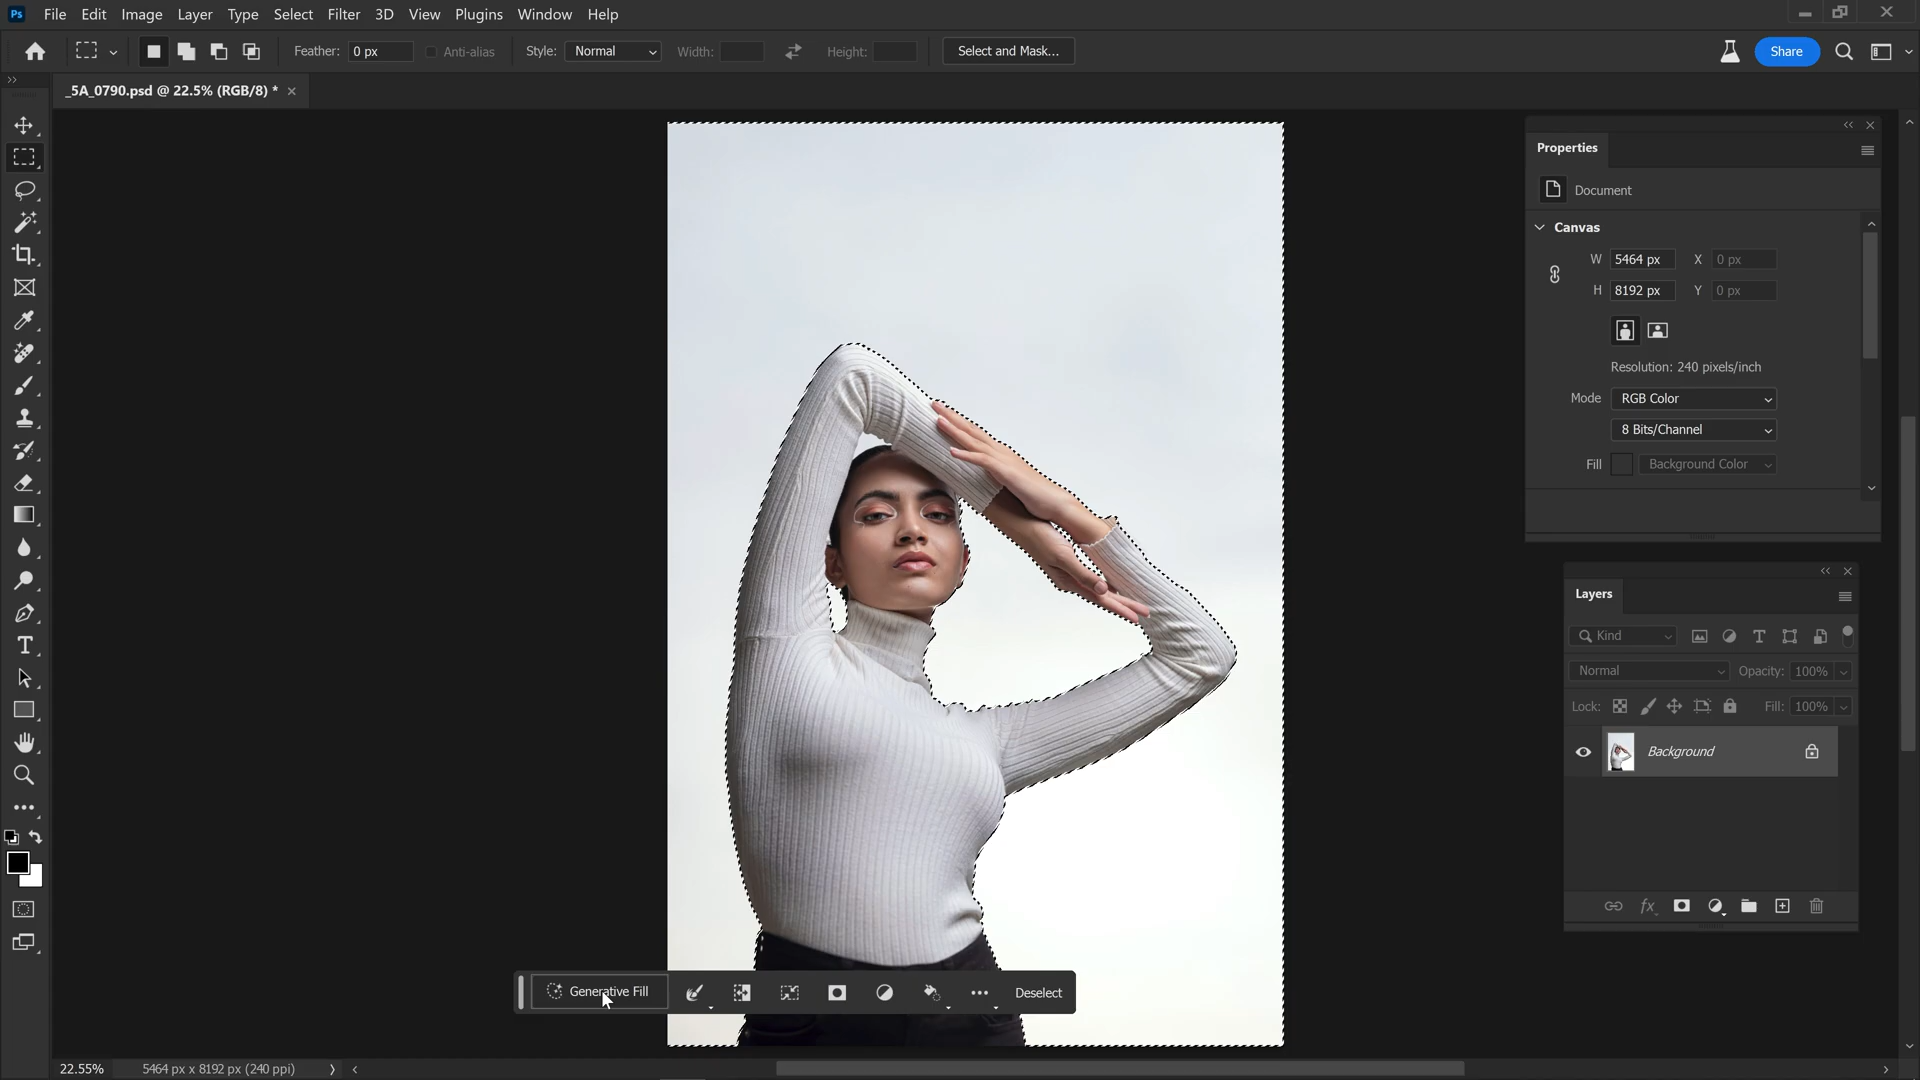 Ps File Edit Image Layer Type Select Filter 3D View Plugins Window Help
Feather: 0 px Anti-alias Style: Normal Width: Height: Select and Mask... Share
_5A_0790.psd @ 22.5% (RGB/8) *
Properties
Document
Canvas
W 5464 px X 0 px
H 8192 px Y 0 px
Resolution: 240 pixels/inch
Mode RGB Color
8 Bits/Channel
Fill Background Color
Layers
Kind
Normal Opacity: 100%
Lock: Fill: 100%
Background
Generative Fill Deselect
22.55% 5464 px x 8192 px (240 ppi)